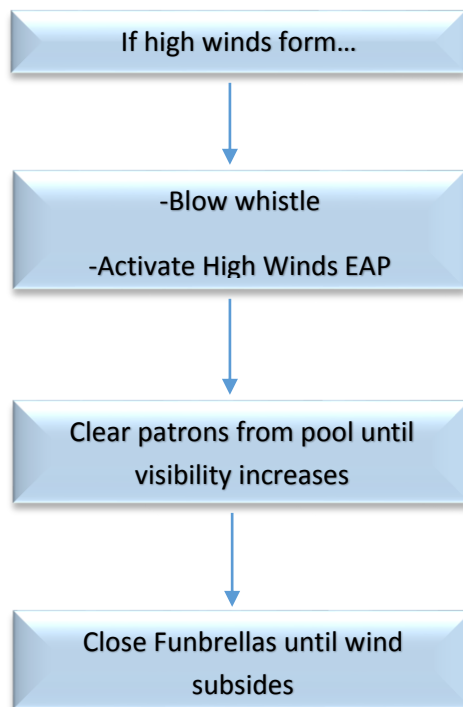 If high winds form…
-Blow whistle
-Activate High Winds EAP
Clear patrons from pool until
visibility increases
Close Funbrellas until wind
subsides